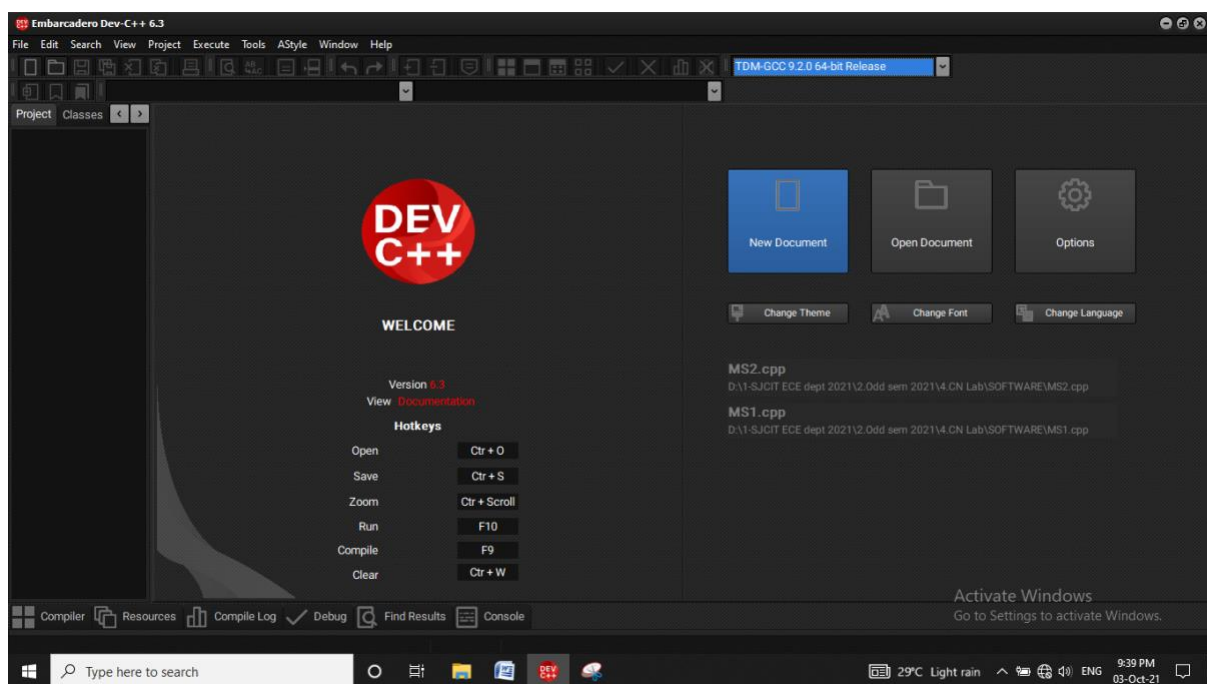 Embarcadero Dev-C++ 6.3
File Edit Search View Project Execute Tools AStyle Window Help
TDM-GCC 9.2.0 64-bit Release
Project Classes
DEV
C++
WELCOME
Version 6.3
View Documentation
Hotkeys
Open Ctr + O
Save Ctr + S
Zoom Ctr + Scroll
Run F10
Compile F9
Clear Ctr + W
New Document Open Document Options
Change Theme Change Font Change Language
MS2.cpp
D:\1-SJCIT ECE dept 2021\2.Odd sem 2021\4.CN Lab\SOFTWARE\MS2.cpp
MS1.cpp
D:\1-SJCIT ECE dept 2021\2.Odd sem 2021\4.CN Lab\SOFTWARE\MS1.cpp
Activate Windows
Go to Settings to activate Windows.
Compiler Resources Compile Log Debug Find Results Console
Type here to search
DEV
C++
29°C Light rain ENG 9:39 PM
03-Oct-21